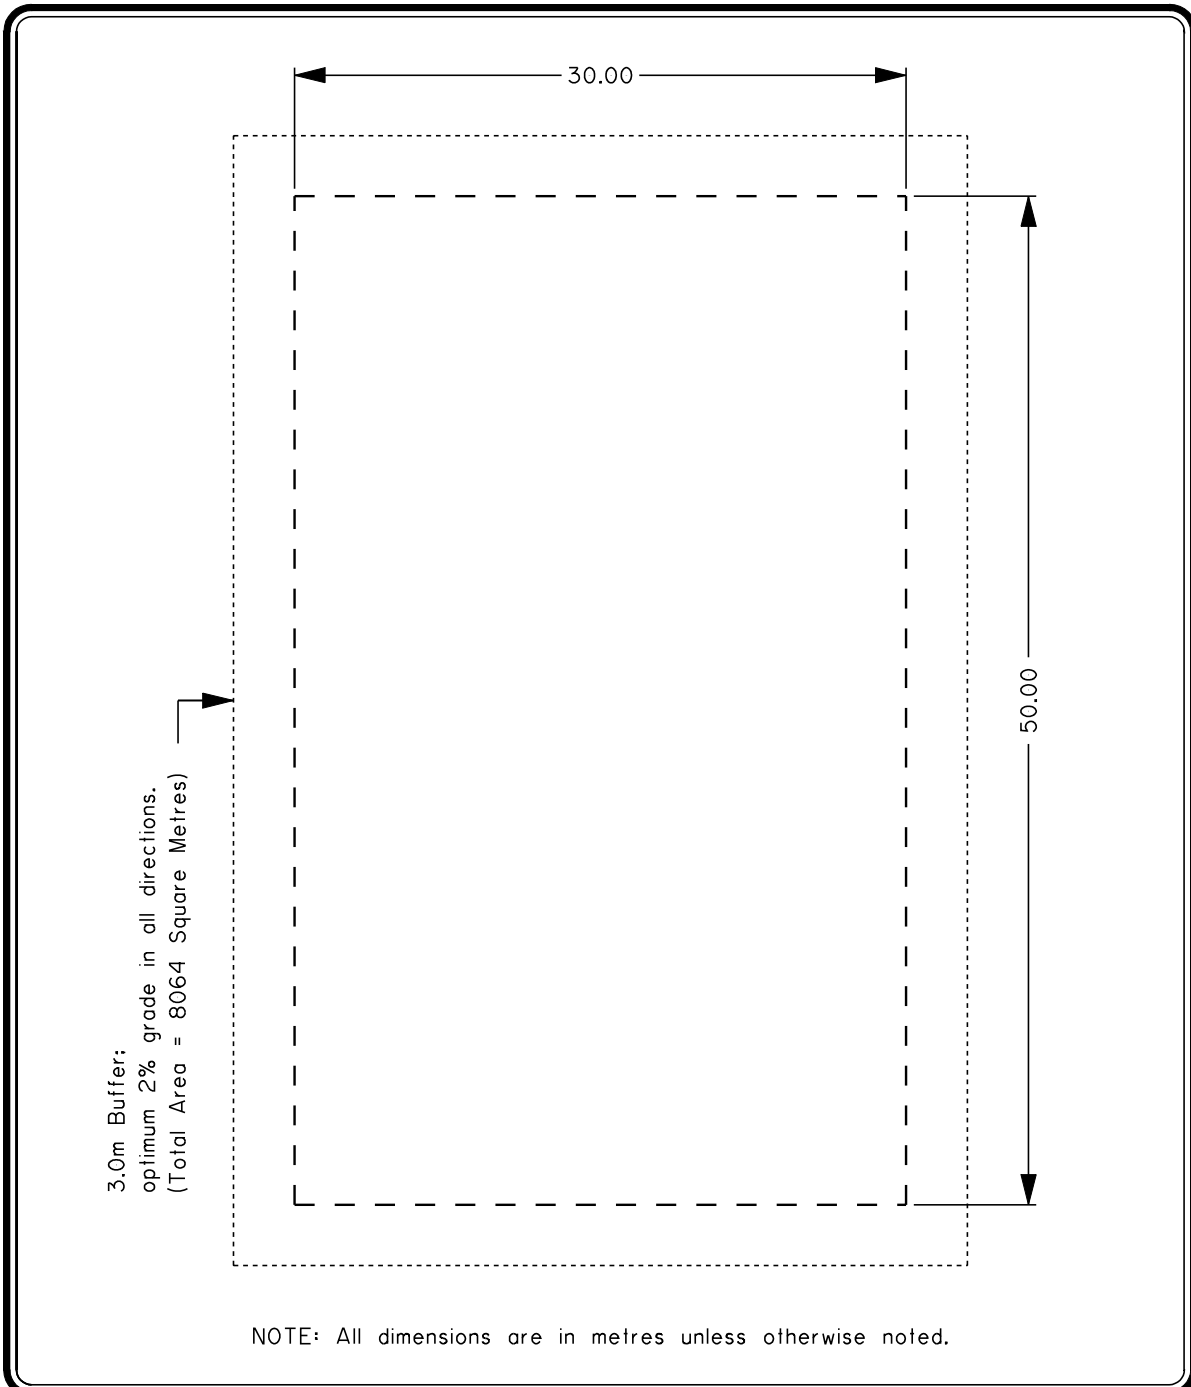 30.00
50.00
3.0m Buffer;
optimum 2% grade in all directions.
(Total Area = 8064 Square Metres)
NOTE: All dimensions are in metres unless otherwise noted.